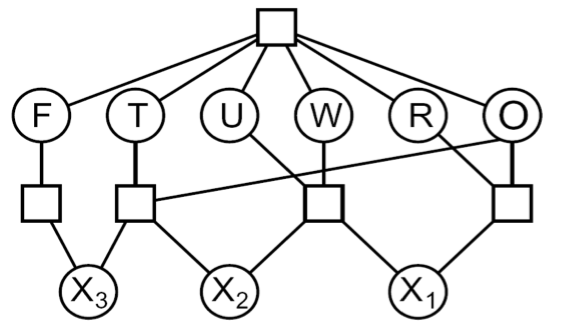 F T U W R O
X₃ X₂ X₁